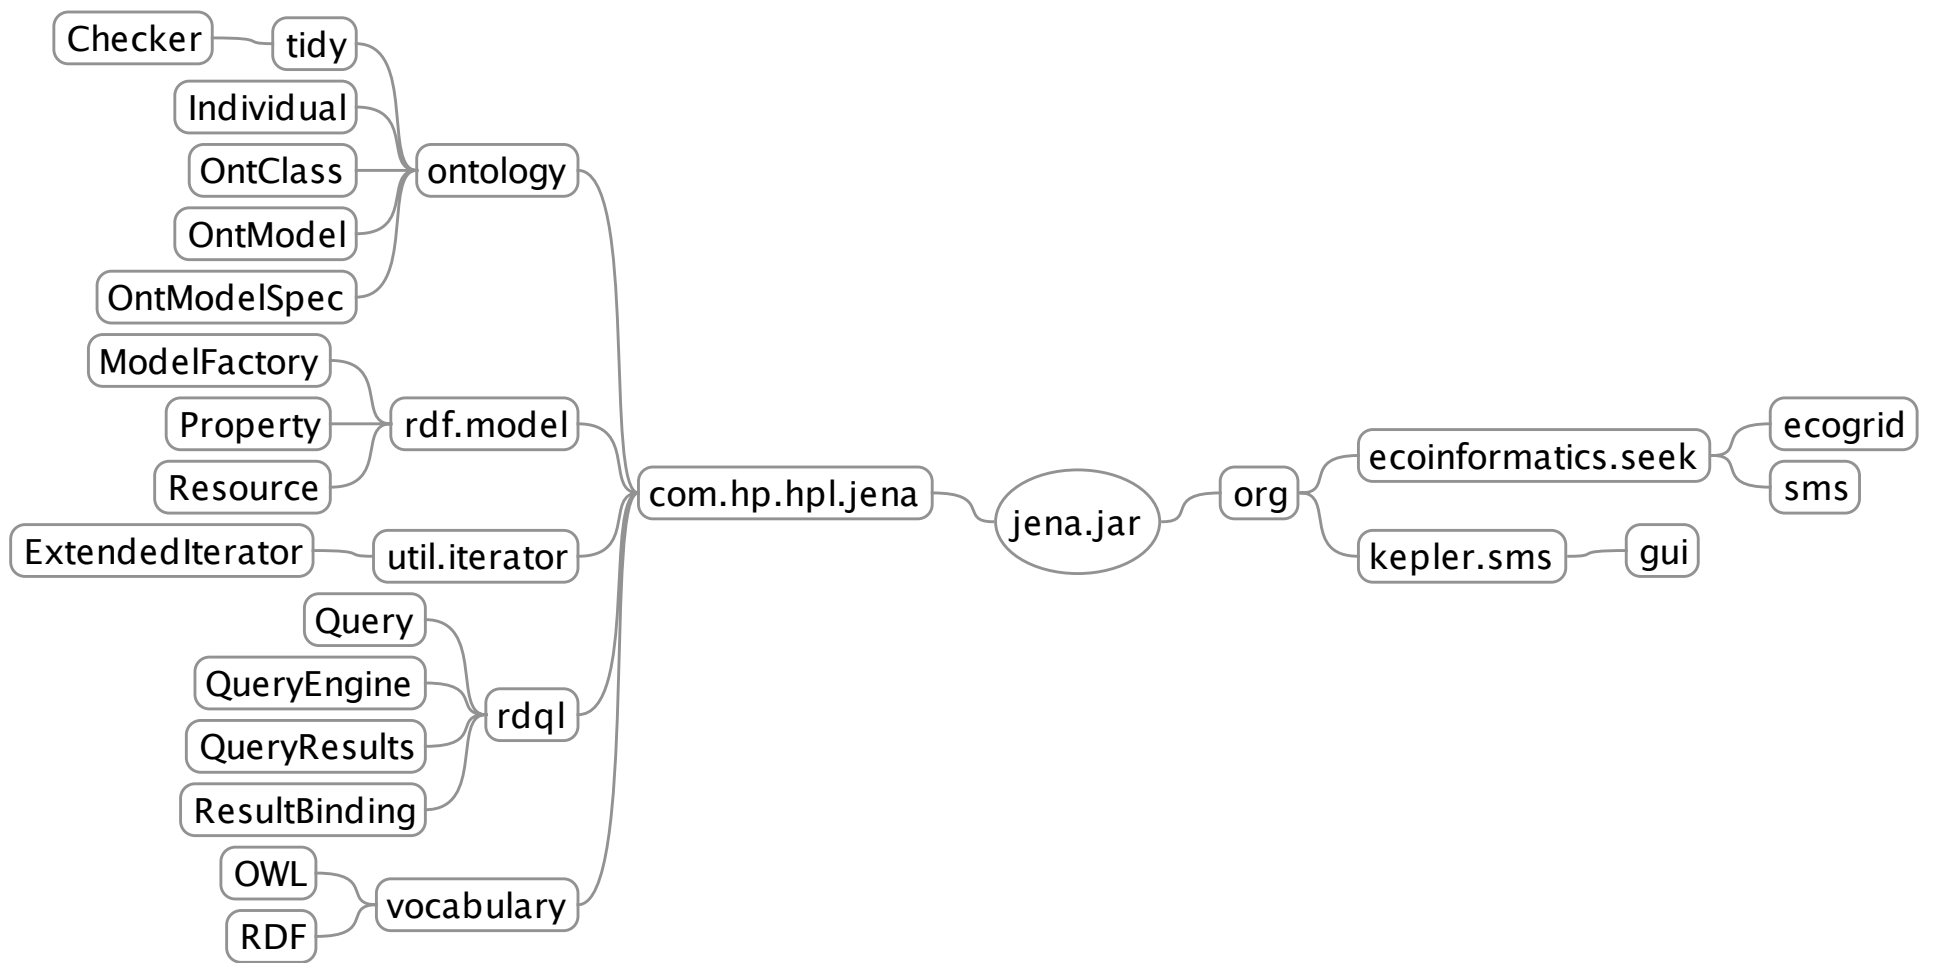 Checker
tidy
Individual
OntClass
ontology
OntModel
OntModelSpec
ModelFactory
Property
rdf.model
Resource
com.hp.hpl.jena
ExtendedIterator
util.iterator
Query
QueryEngine
rdql
QueryResults
ResultBinding
OWL
vocabulary
RDF
jena.jar
org
ecoinformatics.seek
ecogrid
sms
kepler.sms
gui